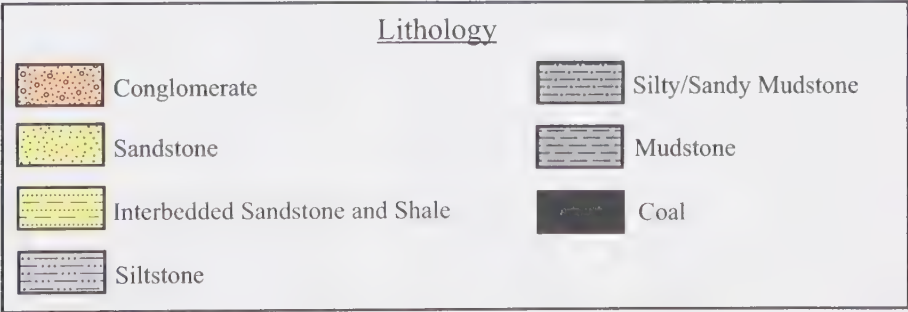 Lithology
Conglomerate
Sandstone
Interbedded Sandstone and Shale
Siltstone
Silty/Sandy Mudstone
Mudstone
Coal